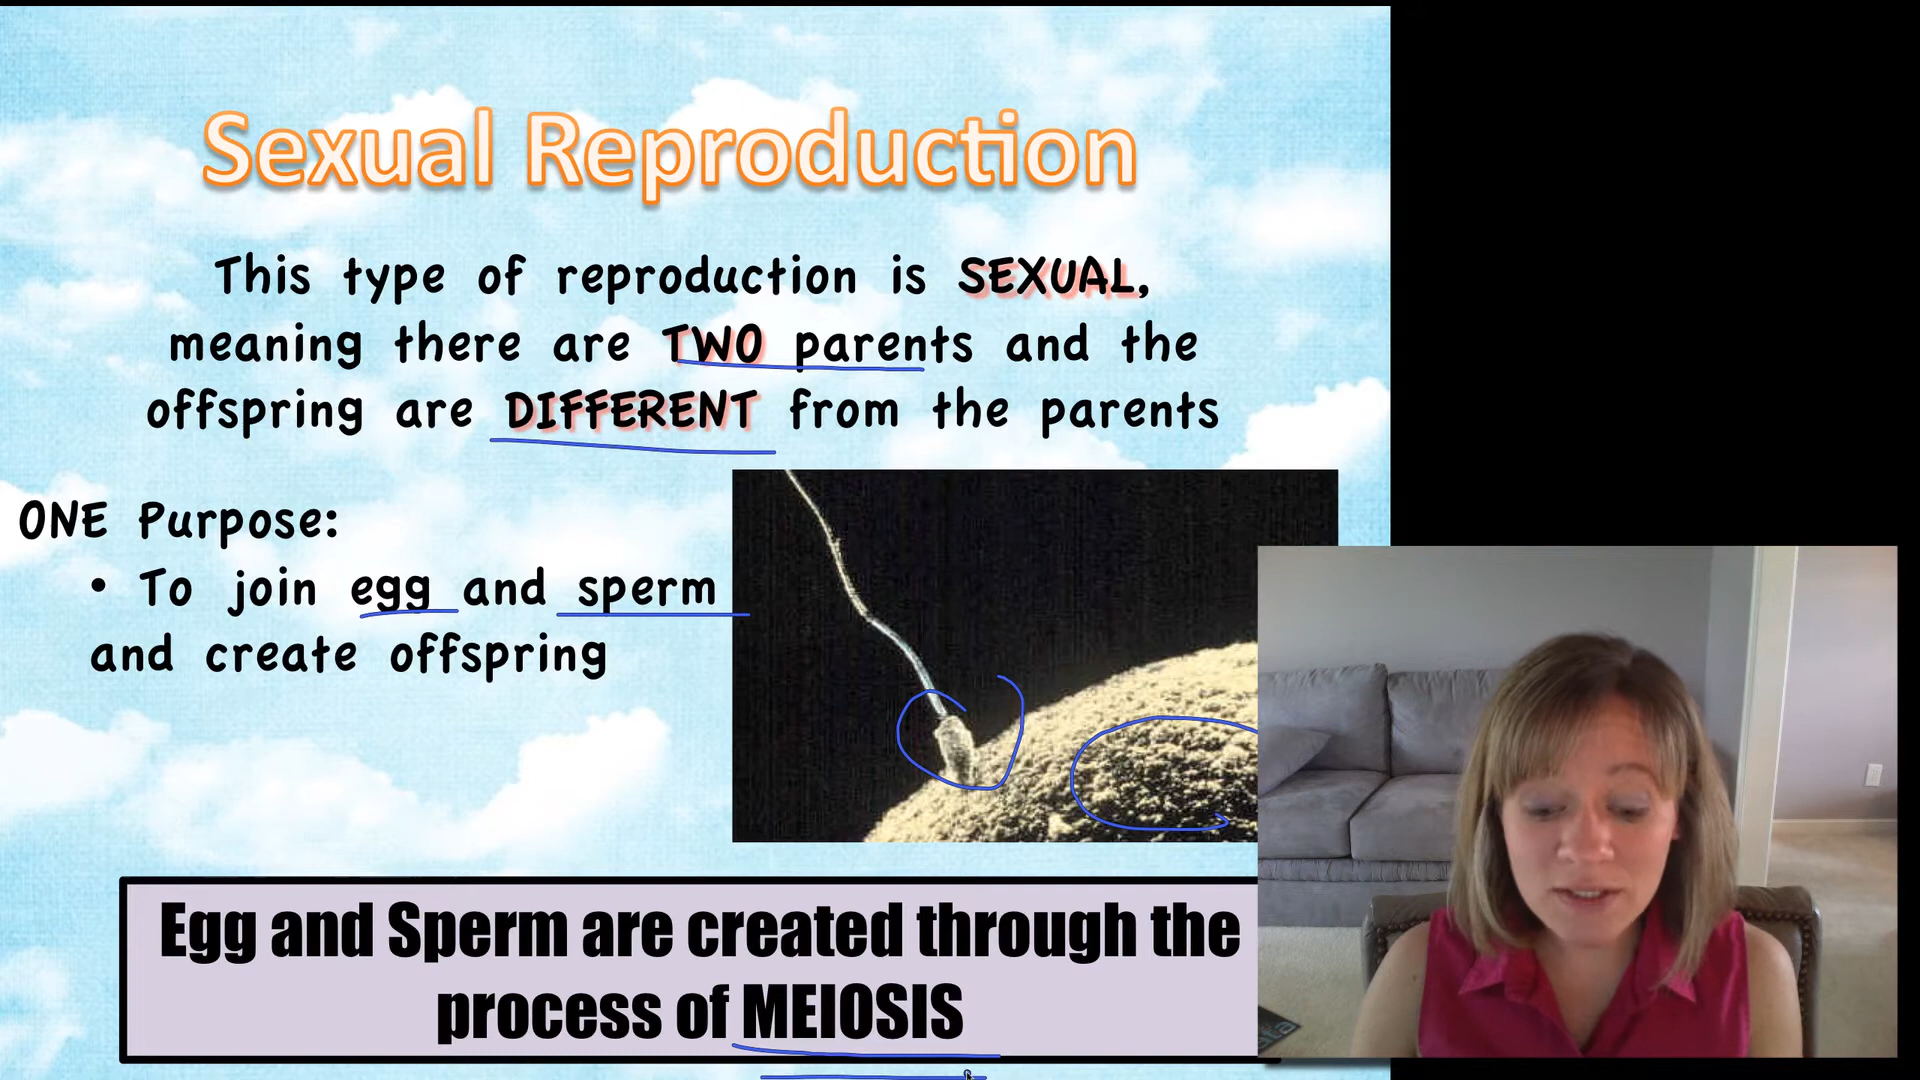 Sexual Reproduction
This type of reproduction is SEXUAL,
meaning there are TWO parents and the
offspring are DIFFERENT from the parents
ONE Purpose:
• To join egg and sperm
and create offspring
Egg and Sperm are created through the
process of MEIOSIS